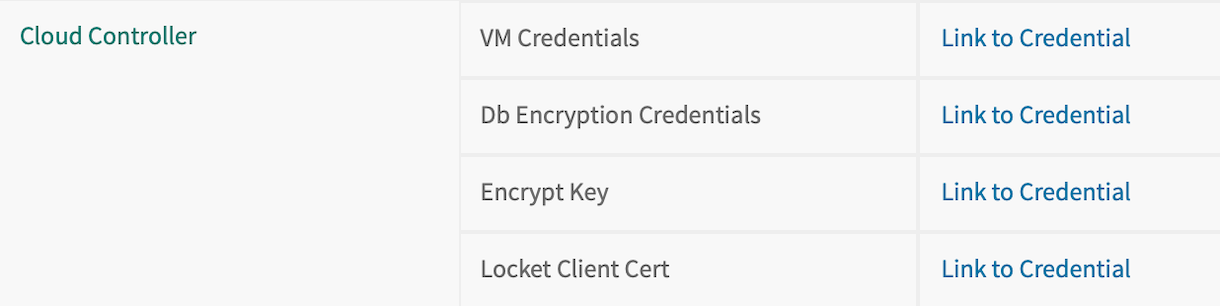 Cloud Controller
VM Credentials
Link to Credential
Db Encryption Credentials
Link to Credential
Encrypt Key
Link to Credential
Locket Client Cert
Link to Credential